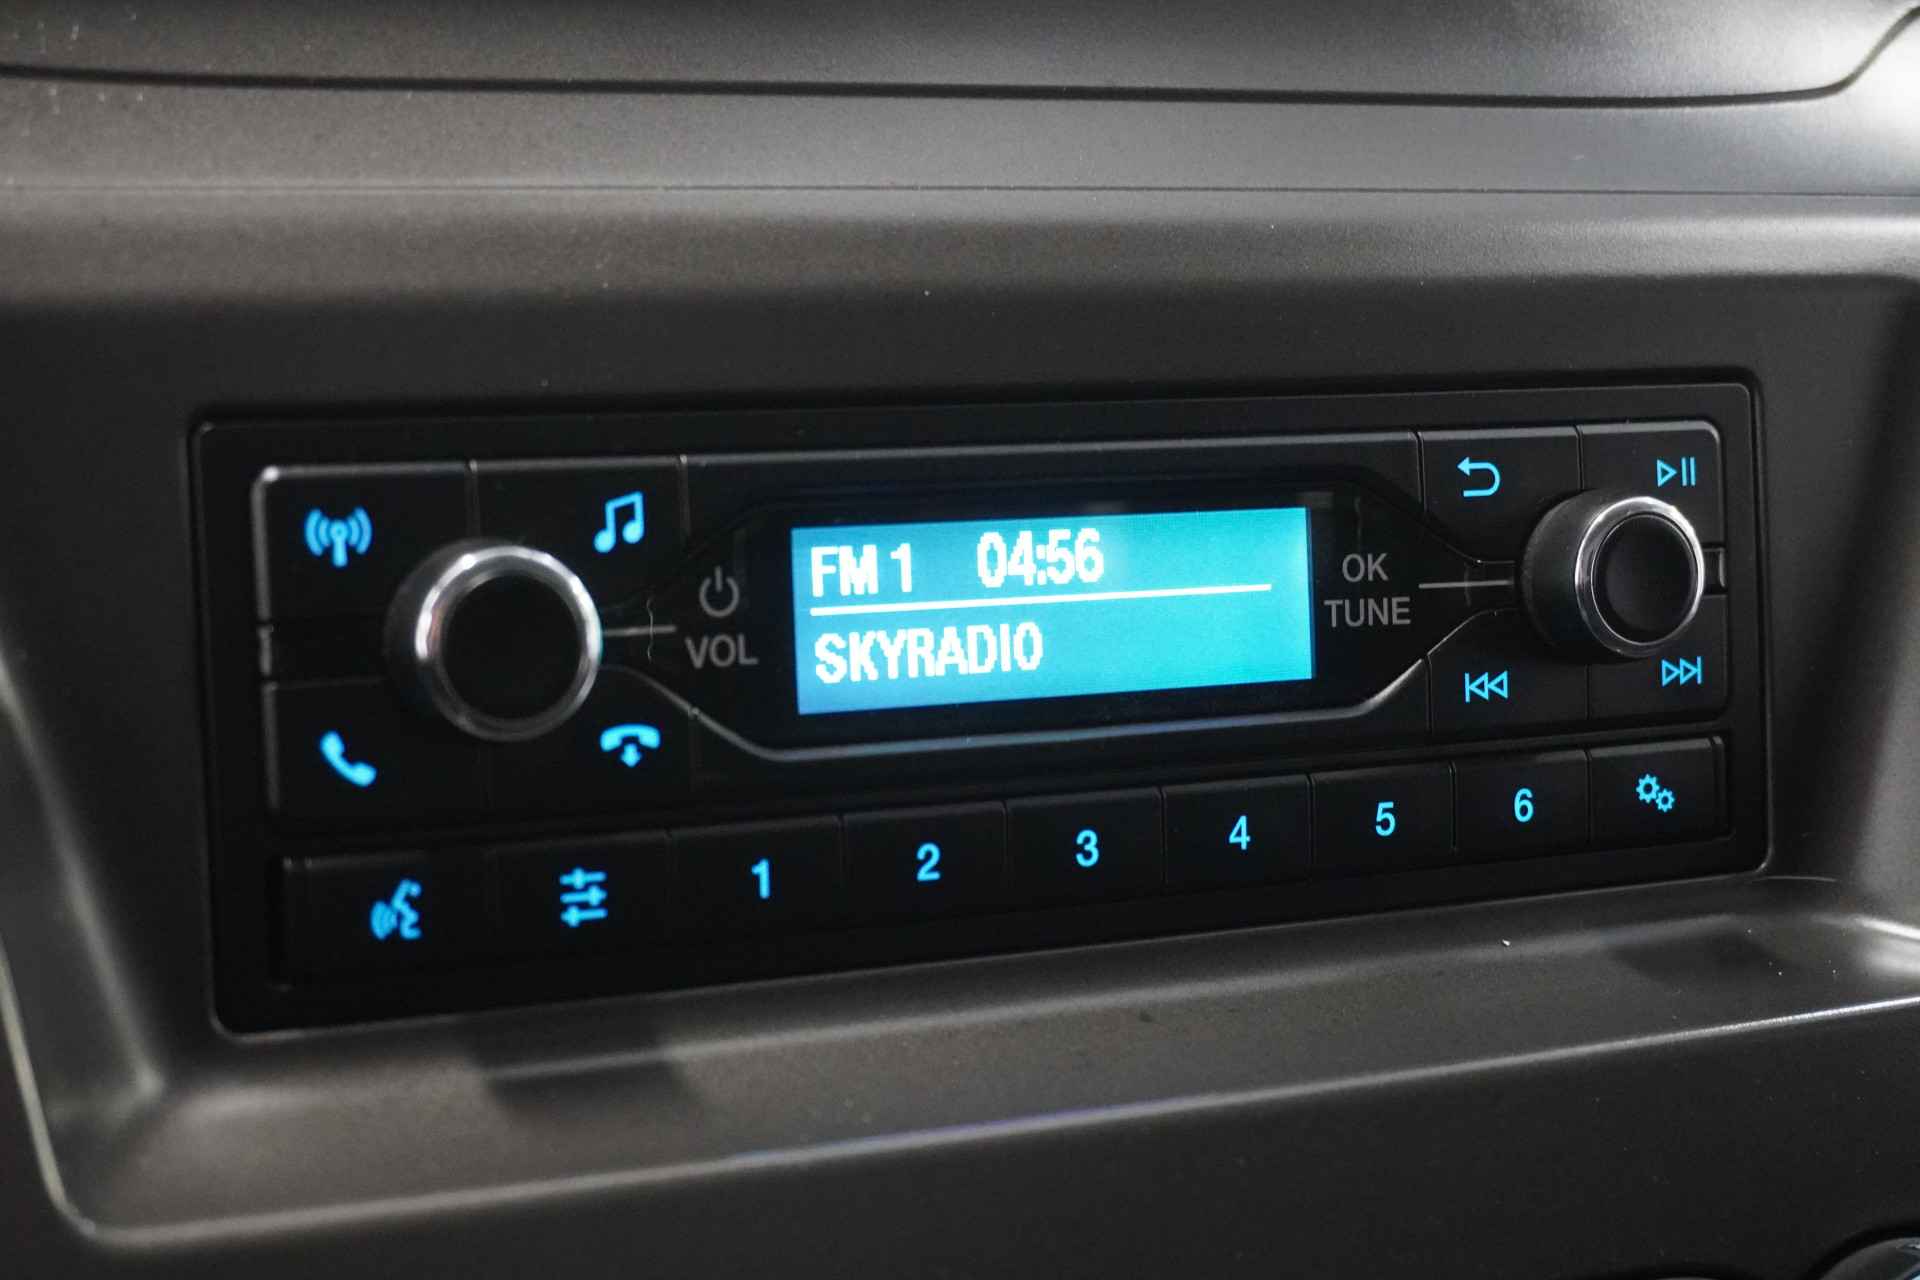 FM 1 04:56
SKYRADIO
VOL
OK
TUNE
1 2 3 4 5 6